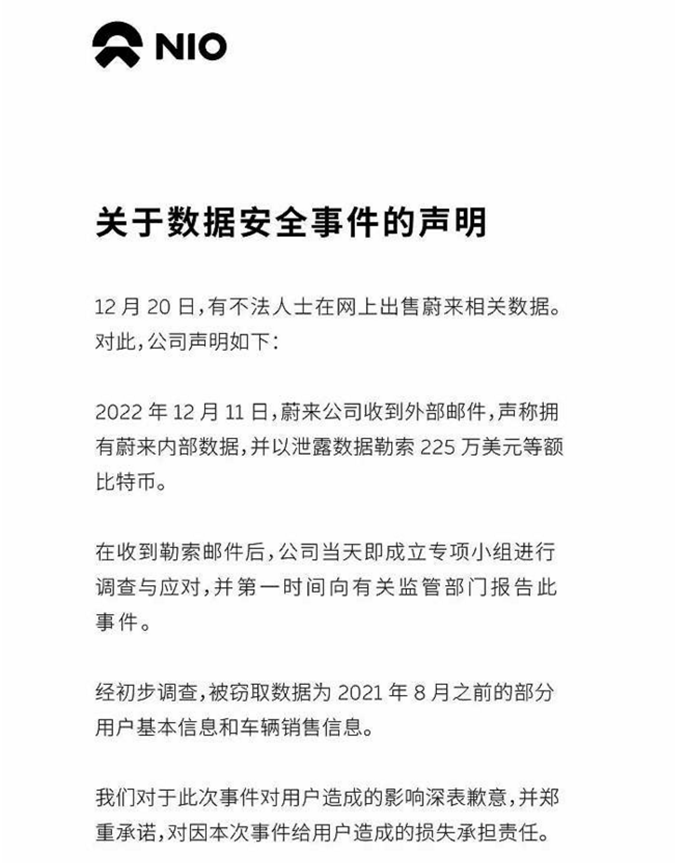 NIO
关于数据安全事件的声明
12 月 20 日，有不法人士在网上出售蔚来相关数据。
对此，公司声明如下：
2022 年 12 月 11 日，蔚来公司收到外部邮件，声称拥
有蔚来内部数据，并以泄露数据勒索 225 万美元等额
比特币。
在收到勒索邮件后，公司当天即成立专项小组进行
调查与应对，并第一时间向有关监管部门报告此
事件。
经初步调查，被窃取数据为 2021 年 8 月之前的部分
用户基本信息和车辆销售信息。
我们对于此次事件对用户造成的影响深表歉意，并郑
重承诺，对因本次事件给用户造成的损失承担责任。